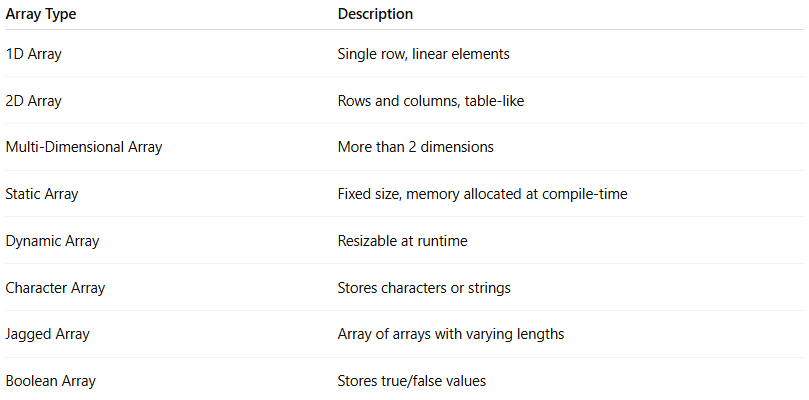 Array Type Description
1D Array Single row, linear elements
2D Array Rows and columns, table-like
Multi-Dimensional Array More than 2 dimensions
Static Array Fixed size, memory allocated at compile-time
Dynamic Array Resizable at runtime
Character Array Stores characters or strings
Jagged Array Array of arrays with varying lengths
Boolean Array Stores true/false values